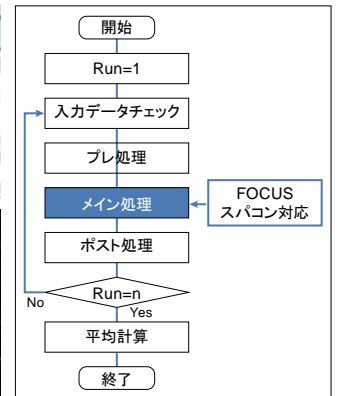 開始
Run=1
入力データチェック
プレ処理
メイン処理
FOCUS
スパコン対応
ポスト処理
Run=n
No
Yes
平均計算
終了